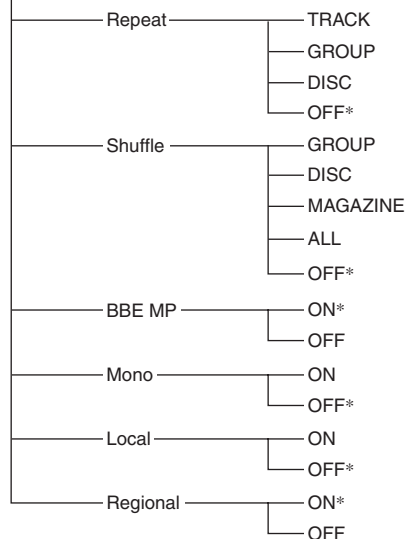 Repeat TRACK
GROUP
DISC
OFF*
Shuffle GROUP
DISC
MAGAZINE
ALL
OFF*
BBE MP ON*
OFF
Mono ON
OFF*
Local ON
OFF*
Regional ON*
OFF